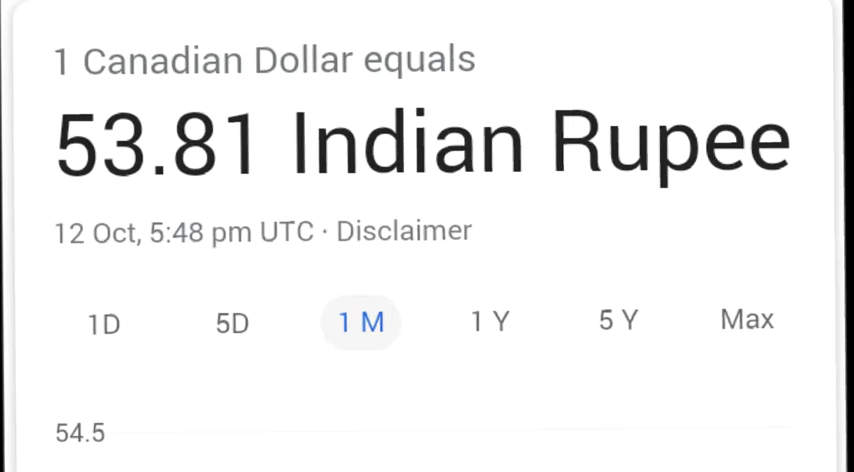 1 Canadian Dollar equals
53.81 Indian Rupee
12 Oct, 5:48 pm UTC · Disclaimer
1D 5D 1 M 1 Y 5 Y Max
54.5